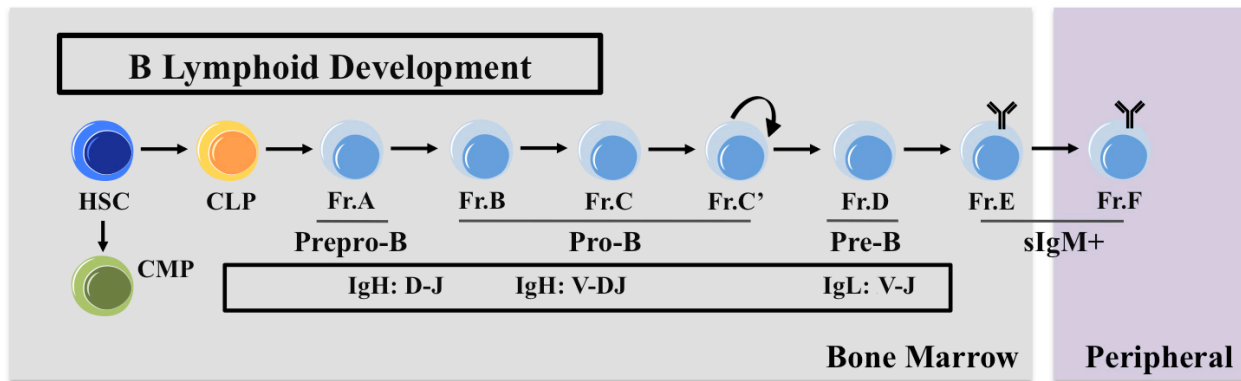 B Lymphoid Development
HSC CLP Fr.A Fr.B Fr.C Fr.C’ Fr.D Fr.E Fr.F
Prepro-B Pro-B Pre-B sIgM+
CMP
IgH: D-J IgH: V-DJ IgL: V-J
Bone Marrow Peripheral